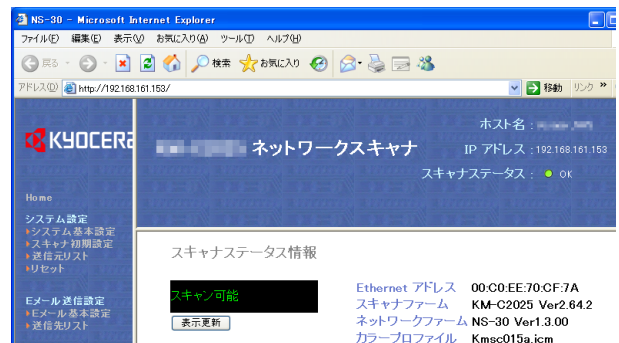 NS-30 - Microsoft Internet Explorer
ファイル(F) 編集(E) 表示(V) お気に入り(A) ツール(T) ヘルプ(H)
戻る 検索 お気に入り
アドレス(D) http://192.168.161.153/ 移動 リンク »
KYOCERA
ネットワークスキャナ
ホスト名 :
IP アドレス : 192.168.161.153
スキャナステータス : OK
Home
システム設定
システム基本設定
スキャナ初期設定
送信元リスト
リセット
Eメール送信設定
Eメール基本設定
送信先リスト
スキャナステータス情報
スキャン可能
表示更新
Ethernet アドレス 00:C0:EE:70:CF:7A
スキャナファーム KM-C2025 Ver2.64.2
ネットワークファーム NS-30 Ver1.3.00
カラープロファイル Kmsc015a.icm